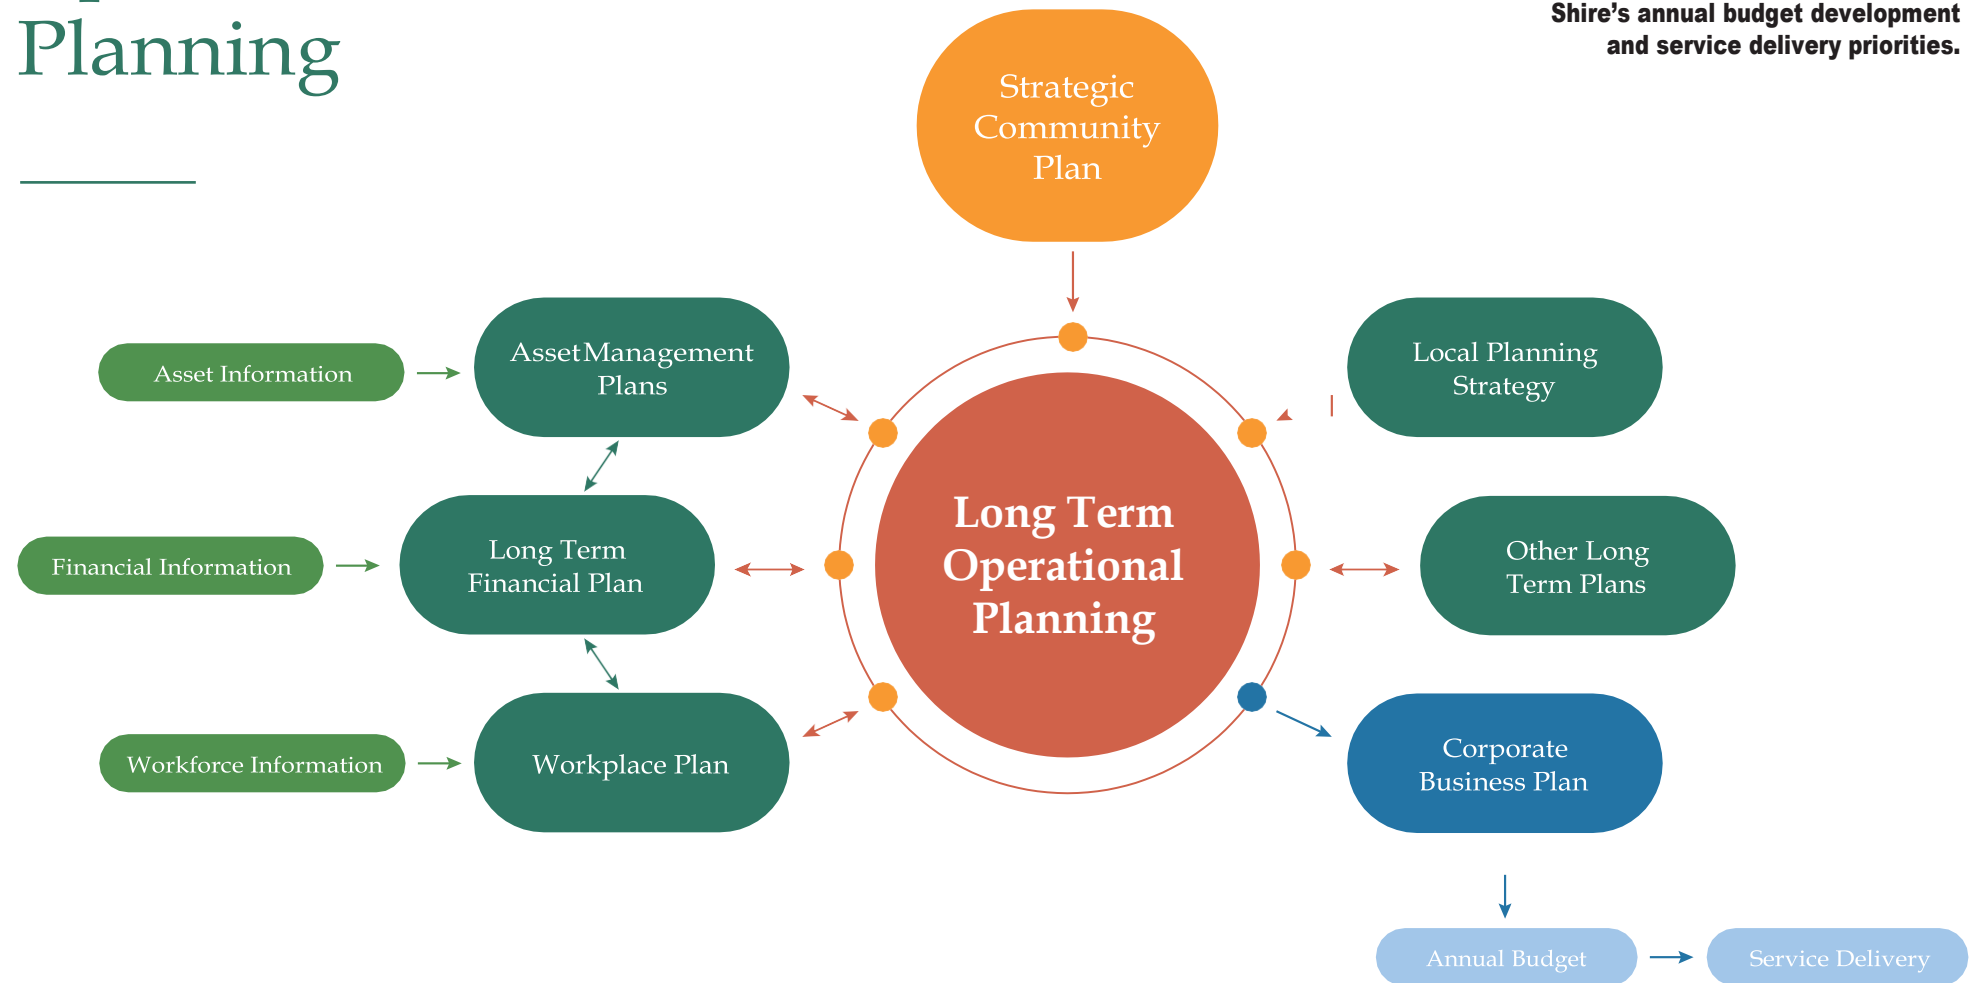 Planning
Shire’s annual budget development
and service delivery priorities.
Strategic
Community
Plan
Asset Information
Asset Management
Plans
Local Planning
Strategy
Financial Information
Long Term
Financial Plan
Long Term
Operational
Planning
Other Long
Term Plans
Workforce Information
Workplace Plan
Corporate
Business Plan
Annual Budget
Service Delivery